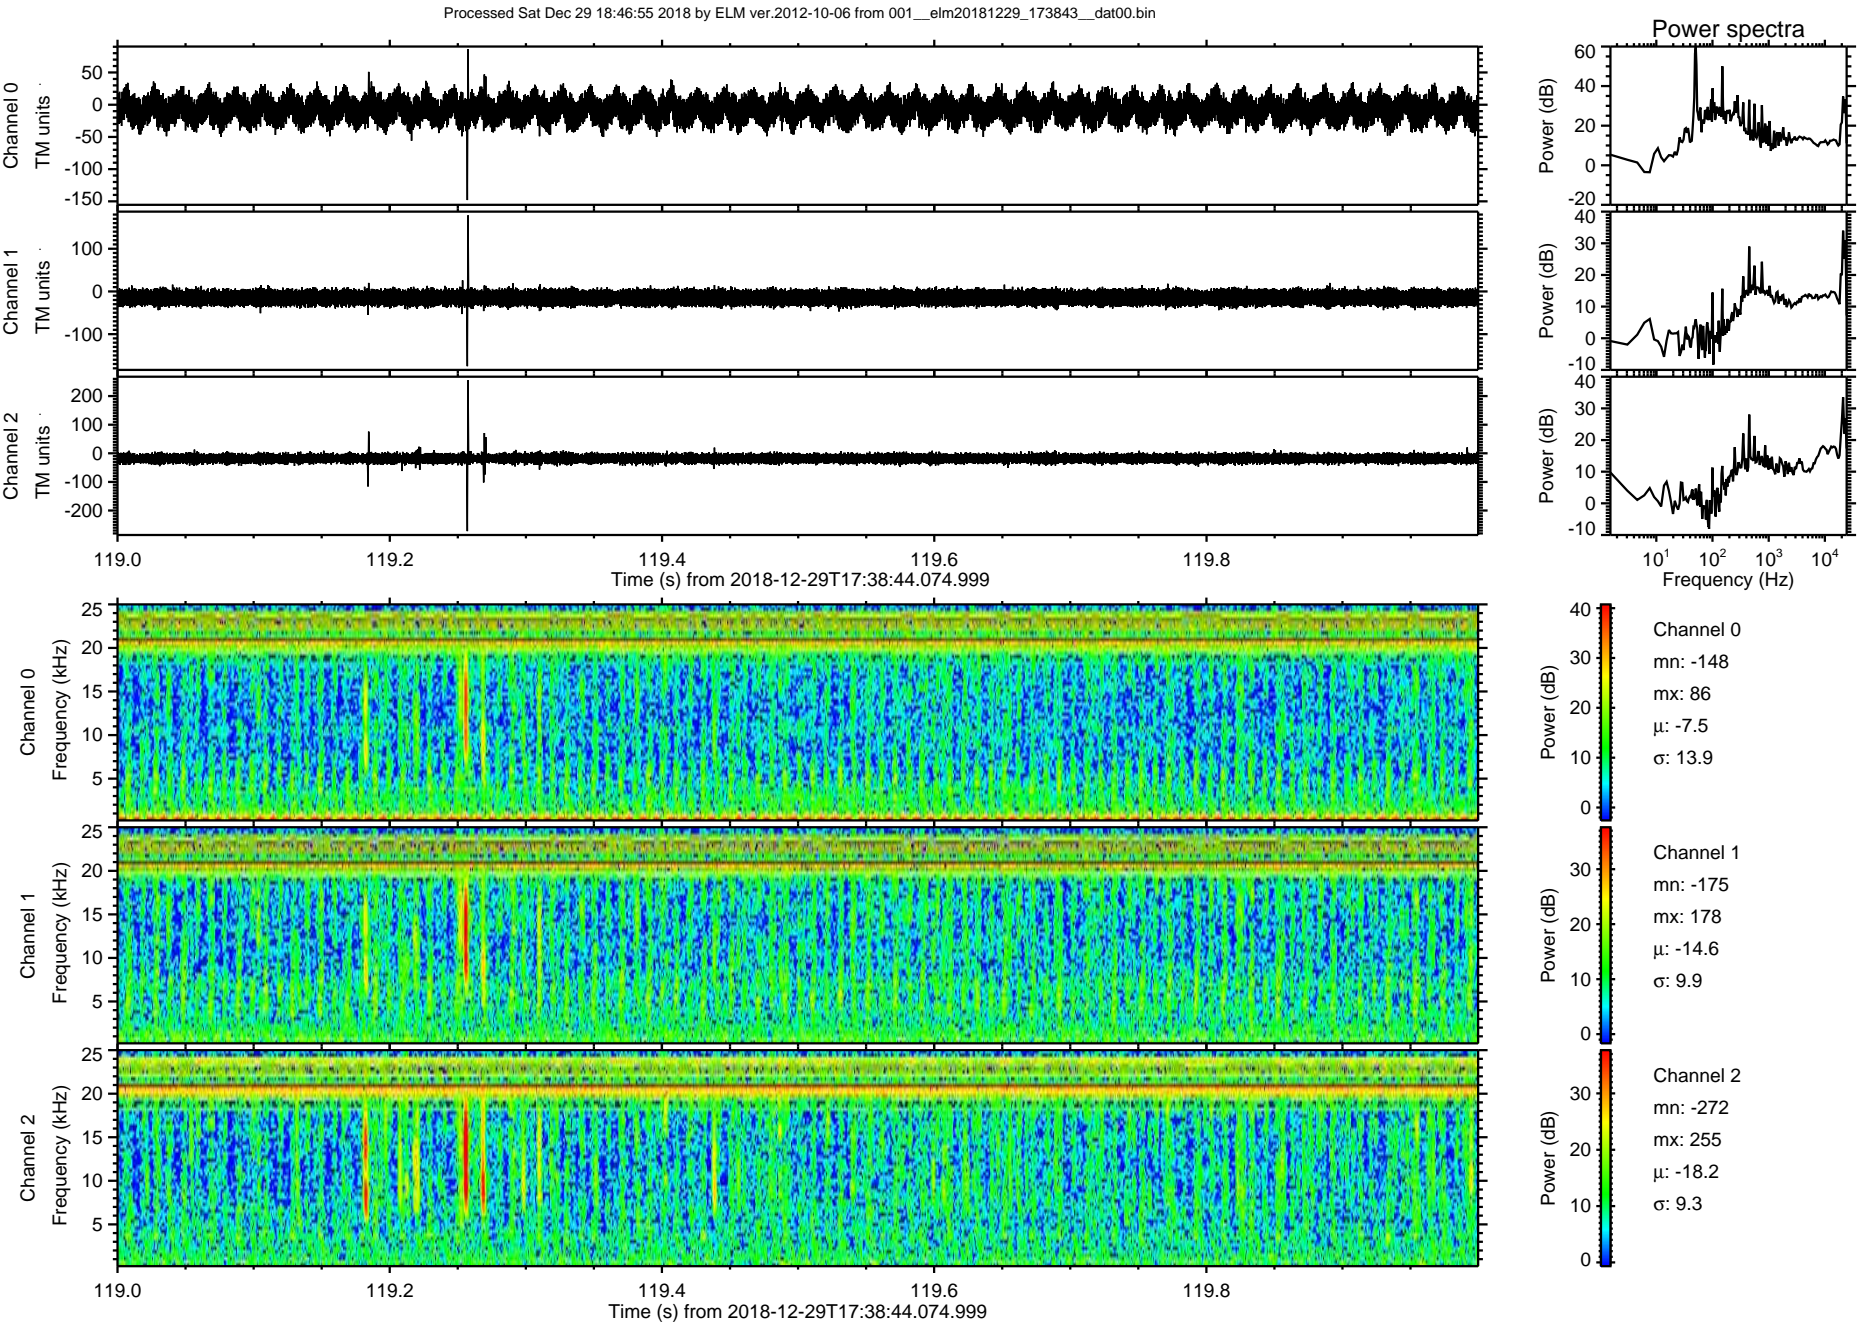 Processed Sat Dec 29 18:46:55 2018 by ELM ver.2012-10-06 from 001__elm20181229_173843__dat00.bin
Power spectra
Channel 0
TM units
50
0
-50
-100
-150
Power (dB)
60
40
20
0
-20
Channel 1
TM units
100
0
-100
Power (dB)
40
30
20
10
0
-10
Channel 2
TM units
200
100
0
-100
-200
Power (dB)
40
30
20
10
0
-10
119.0 119.2 119.4 119.6 119.8
Time (s) from 2018-12-29T17:38:44.074.999
10¹ 10² 10³ 10⁴
Frequency (Hz)
Channel 0
Frequency (kHz)
25
20
15
10
5
Power (dB)
40
30
20
10
0
Channel 0
mn: -148
mx: 86
μ: -7.5
σ: 13.9
Channel 1
Frequency (kHz)
25
20
15
10
5
Power (dB)
30
20
10
0
Channel 1
mn: -175
mx: 178
μ: -14.6
σ: 9.9
Channel 2
Frequency (kHz)
25
20
15
10
5
Power (dB)
30
20
10
0
Channel 2
mn: -272
mx: 255
μ: -18.2
σ: 9.3
119.0 119.2 119.4 119.6 119.8
Time (s) from 2018-12-29T17:38:44.074.999